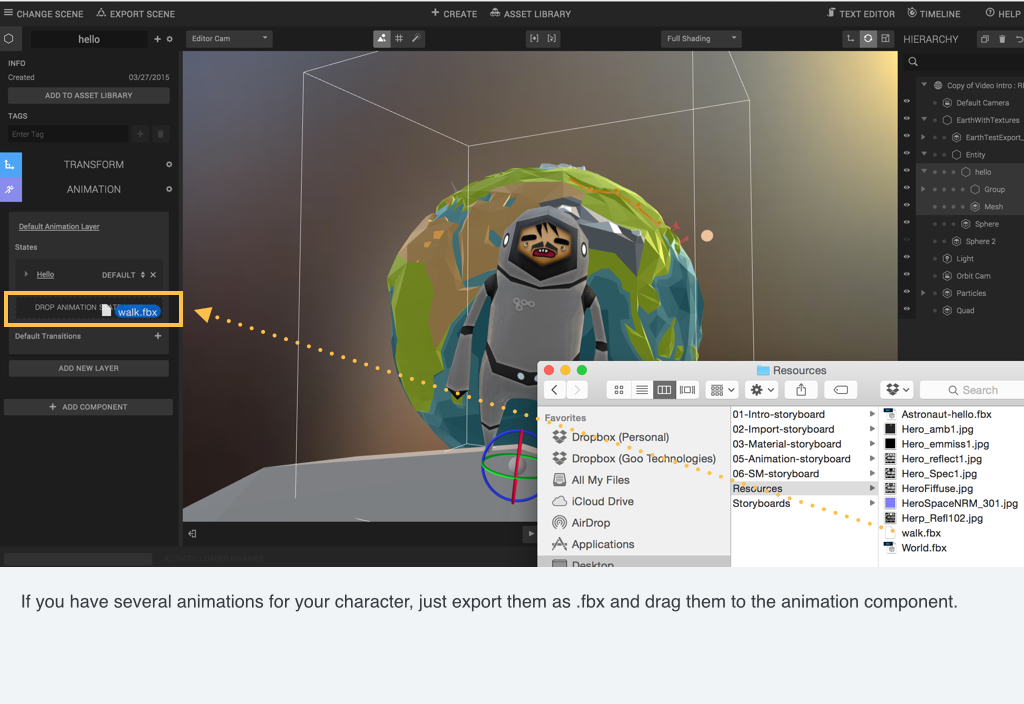 CHANGE SCENE
EXPORT SCENE
CREATE
ASSET LIBRARY
TEXT EDITOR
TIMELINE
HELP
hello
Editor Cam
Full Shading
HIERARCHY
INFO
Created 03/27/2015
ADD TO ASSET LIBRARY
TAGS
Enter Tag
TRANSFORM
ANIMATION
Default Animation Layer
States
Hello DEFAULT
DROP ANIMATION
walk.fbx
Default Transitions
ADD NEW LAYER
ADD COMPONENT
Copy of Video Intro : R
Default Camera
EarthWithTextures
EarthTestExport_
Entity
hello
Group
Mesh
Sphere
Sphere 2
Light
Orbit Cam
Particles
Quad
Resources
Search
Favorites
Dropbox (Personal)
Dropbox (Goo Technologies)
All My Files
iCloud Drive
AirDrop
Applications
Desktop
01-Intro-storyboard
02-Import-storyboard
03-Material-storyboard
05-Animation-storyboard
06-SM-storyboard
Resources
Storyboards
Astronaut-hello.fbx
Hero_amb1.jpg
Hero_emmiss1.jpg
Hero_reflect1.jpg
Hero_Spec1.jpg
HeroFiffuse.jpg
HeroSpaceNRM_301.jpg
Herp_Refl102.jpg
walk.fbx
World.fbx
If you have several animations for your character, just export them as .fbx and drag them to the animation component.